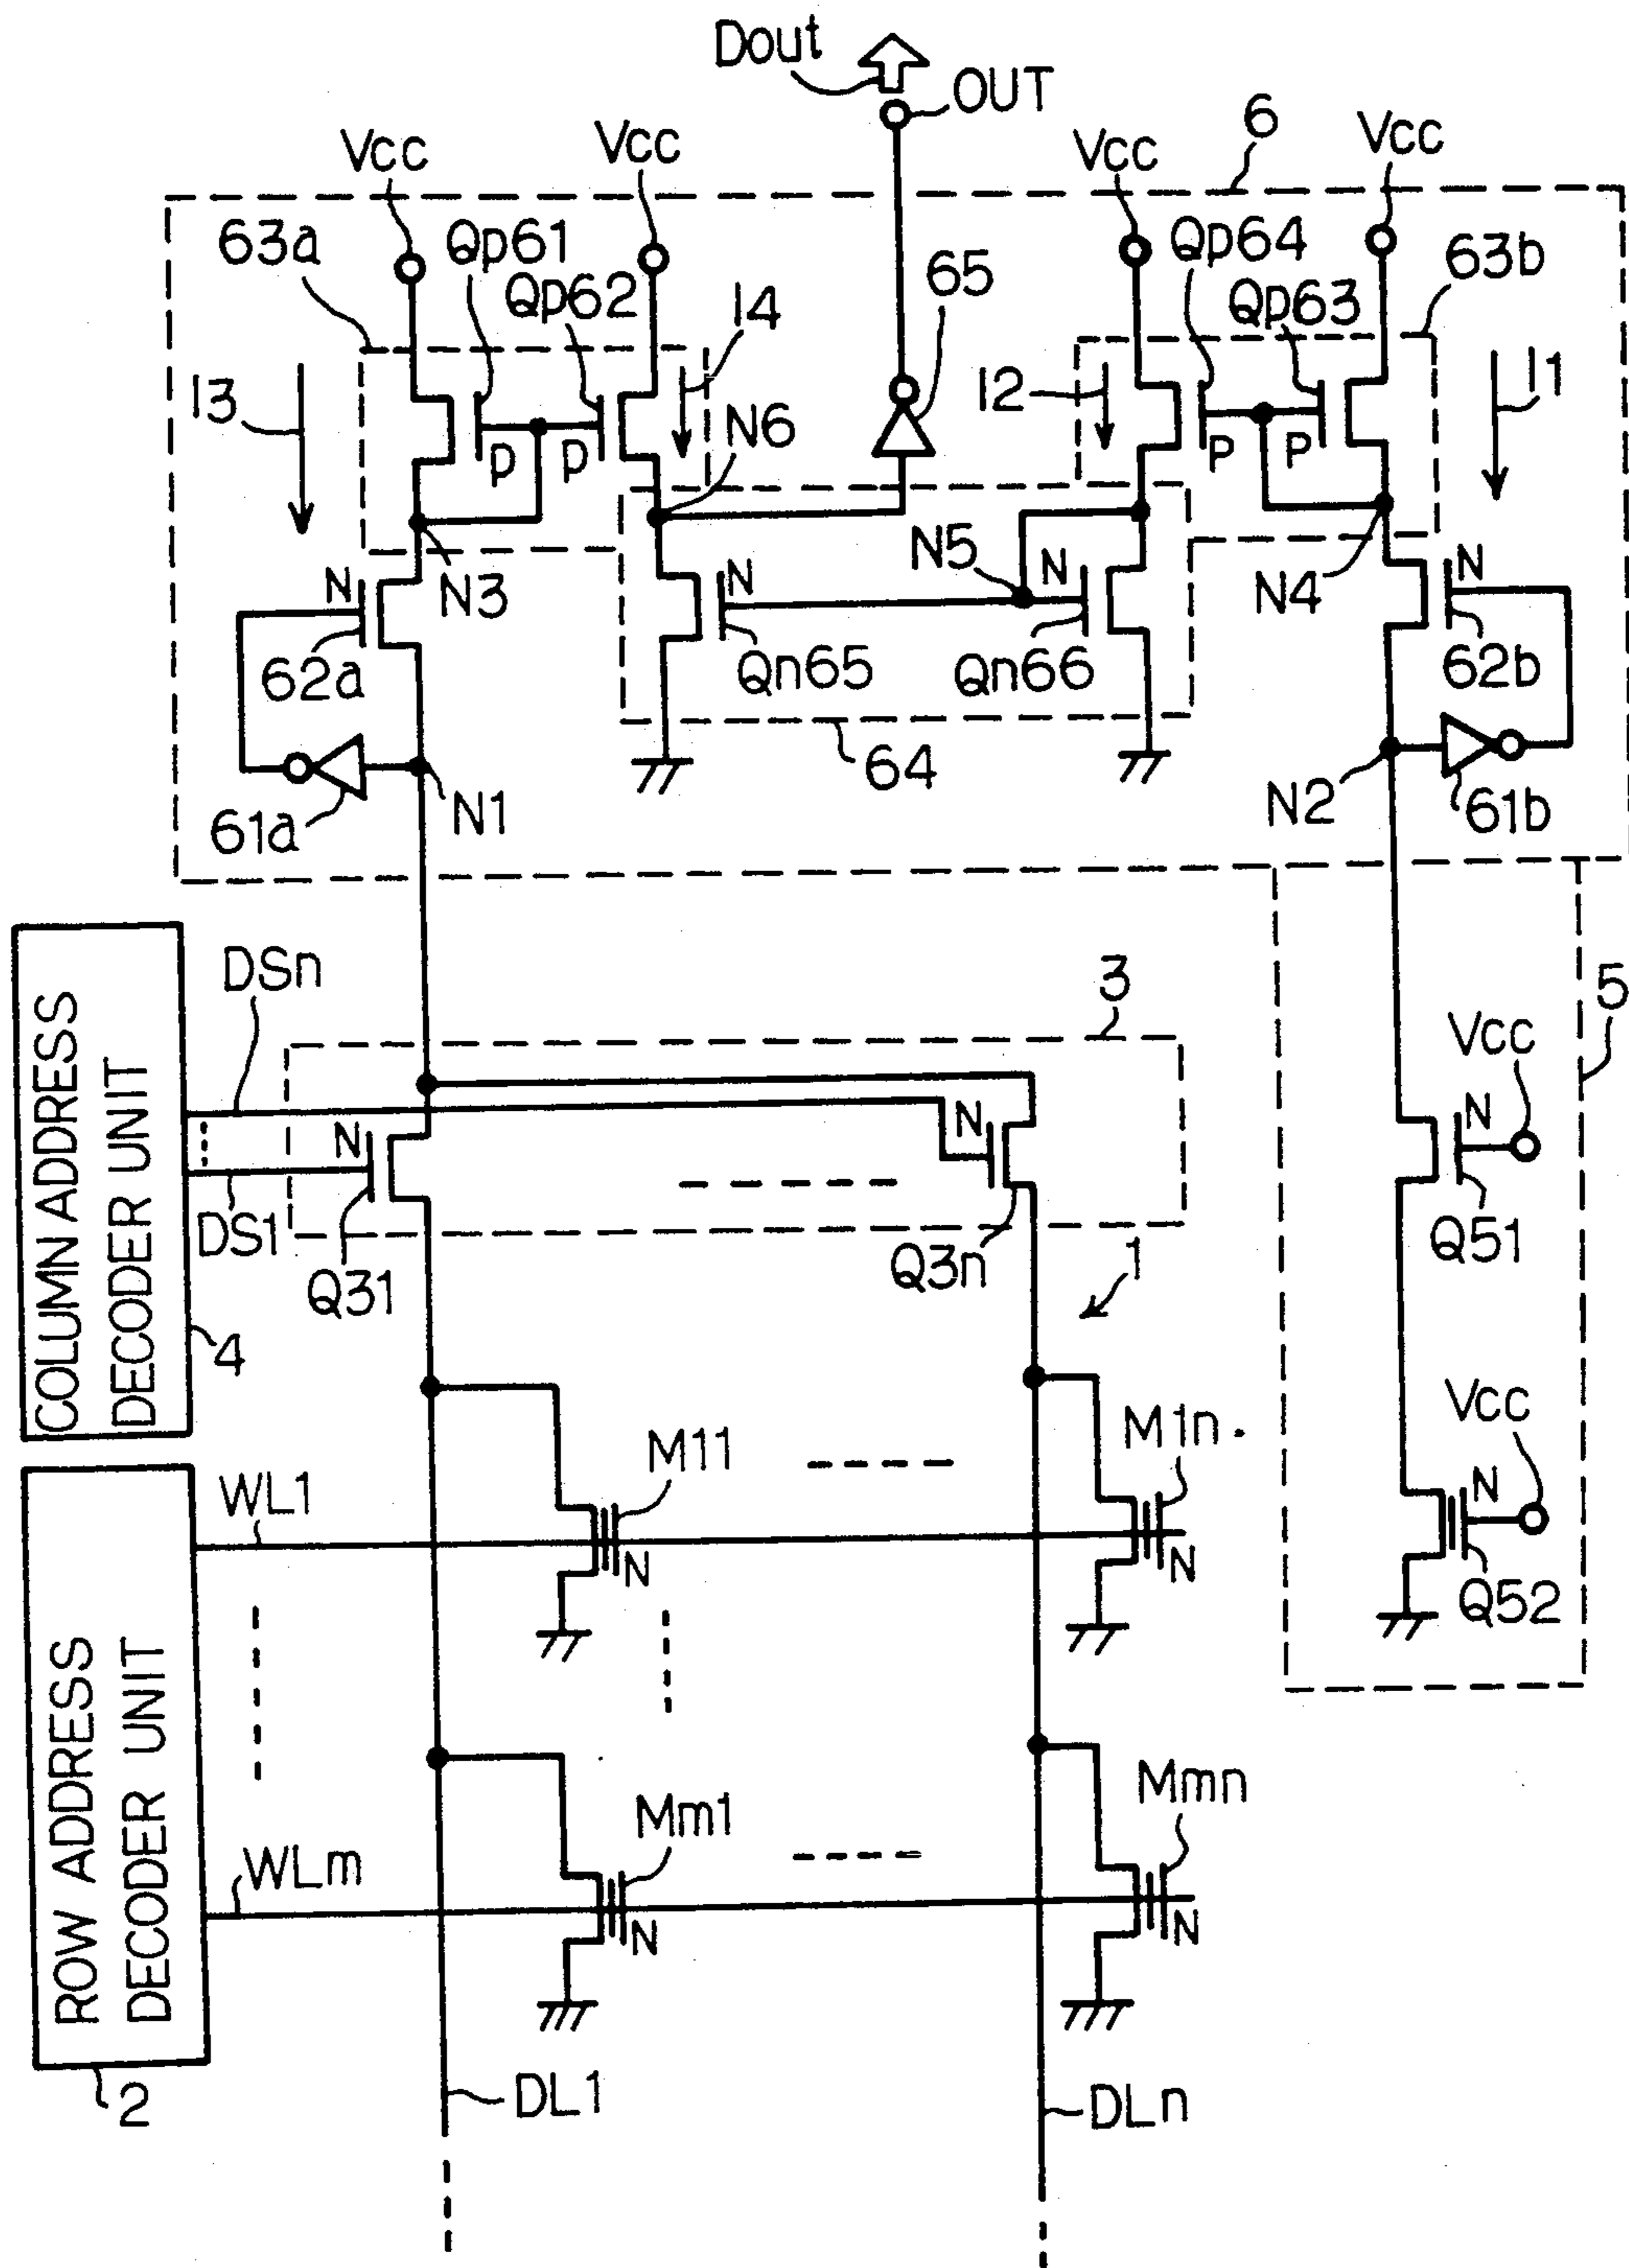 Dout
OUT
6
Vcc
Vcc
Vcc
Vcc
63a
Qp61
Qp62
65
Qp64
Qp63
63b
I3
I4
I2
I1
P
P
P
P
N6
N3
N5
N4
N
N
N
N
62a
Qn65
Qn66
62b
64
61a
N1
N2
61b
COLUMN ADDRESS
DECODER UNIT
4
DSn
DS1
3
5
N
N
Q31
Q3n
1
Vcc
N
Q51
Vcc
N
Q52
ROW ADDRESS
DECODER UNIT
2
WL1
M11
N
M1n
N
WLm
Mm1
N
Mmn
N
DL1
DLn